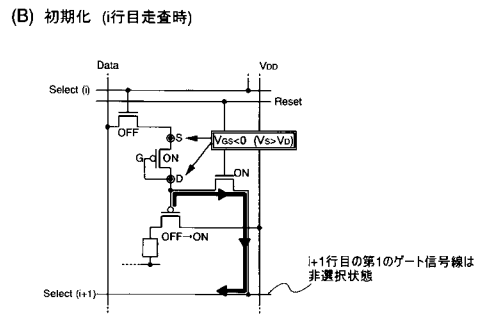 (B) 初期化 (i行目走査時)
Data
VDD
Select (i)
Reset
OFF
S
VGS<0 (VS>VD)
G
ON
D
ON
OFF→ON
i+1行目の第1のゲート信号線は
非選択状態
Select (i+1)